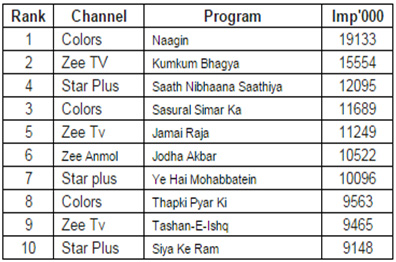 Rank Channel Program Imp'000
1 Colors Naagin 19133
2 Zee TV Kumkum Bhagya 15554
4 Star Plus Saath Nibhaana Saathiya 12095
3 Colors Sasural Simar Ka 11689
5 Zee Tv Jamai Raja 11249
6 Zee Anmol Jodha Akbar 10522
7 Star plus Ye Hai Mohabbatein 10096
8 Colors Thapki Pyar Ki 9563
9 Zee Tv Tashan-E-Ishq 9465
10 Star Plus Siya Ke Ram 9148